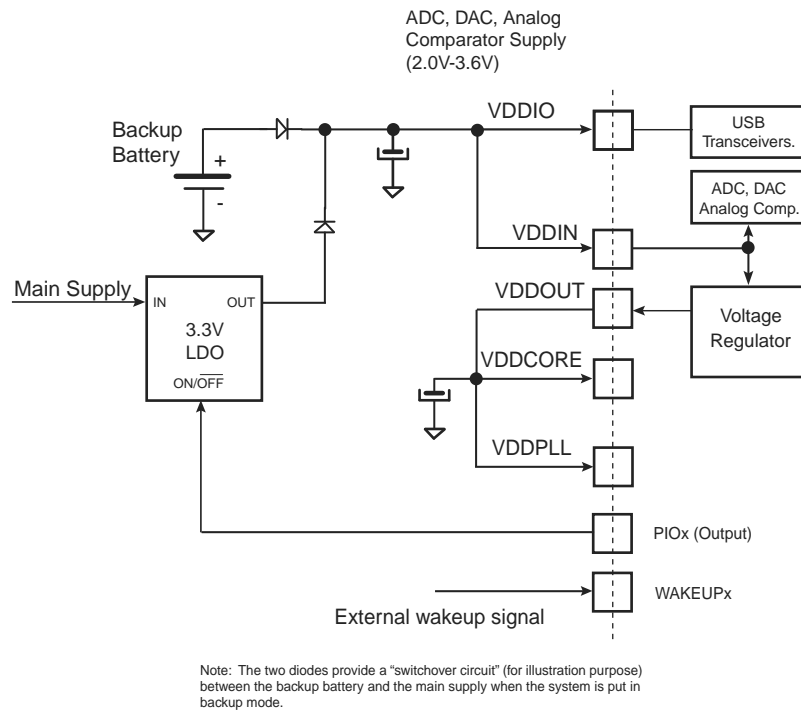 ADC, DAC, Analog
Comparator Supply
(2.0V-3.6V)
VDDIO
USB
Transceivers.
Backup
Battery
+
-
ADC, DAC
Analog Comp.
VDDIN
Main Supply
IN
OUT
3.3V
LDO
ON/OFF
VDDOUT
Voltage
Regulator
VDDCORE
VDDPLL
PIOx (Output)
WAKEUPx
External wakeup signal
Note: The two diodes provide a “switchover circuit” (for illustration purpose)
between the backup battery and the main supply when the system is put in
backup mode.